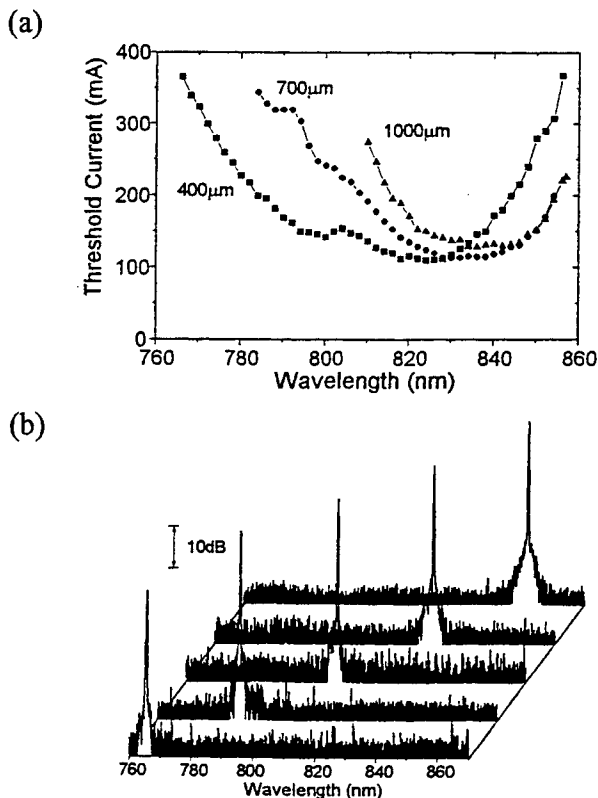 (a)
400
300
200
100
0
Threshold Current (mA)
700μm
1000μm
400μm
760 780 800 820 840 860
Wavelength (nm)
(b)
10dB
760 780 800 820 840 860
Wavelength (nm)